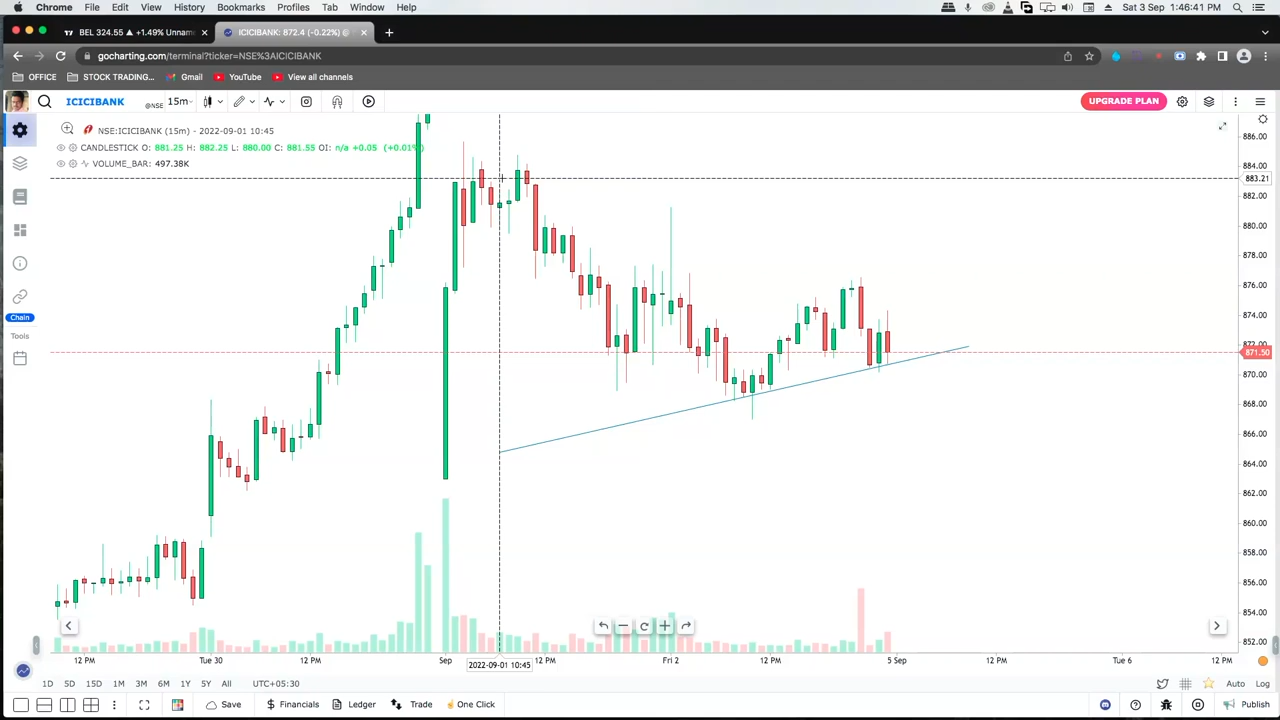 Chrome File Edit View History Bookmarks Profiles Tab Window Help Sat 3 Sep 1:46:41 PM
BEL 324.55 ▲ +1.49% Unnam ICICIBANK: 872.4 (-0.22%) @
gocharting.com/terminal?ticker=NSE%3AICICIBANK
OFFICE STOCK TRADING... Gmail YouTube View all channels
ICICIBANK @NSE 15m UPGRADE PLAN
NSE:ICICIBANK (15m) - 2022-09-01 10:45
CANDLESTICK O: 881.25 H: 882.25 L: 880.00 C: 881.55 OI: n/a +0.05 (+0.01%)
VOLUME_BAR: 497.38K
886.00
884.00
883.21
882.00
880.00
878.00
876.00
874.00
872.00
871.50
870.00
868.00
866.00
864.00
862.00
860.00
858.00
856.00
854.00
852.00
Chain
Tools
12 PM Tue 30 12 PM Sep 2022-09-01 10:45 12 PM Fri 2 12 PM 5 Sep 12 PM Tue 6 12 PM
1D 5D 15D 1M 3M 6M 1Y 5Y All UTC+05:30 Auto Log
Save $ Financials Ledger Trade One Click Publish